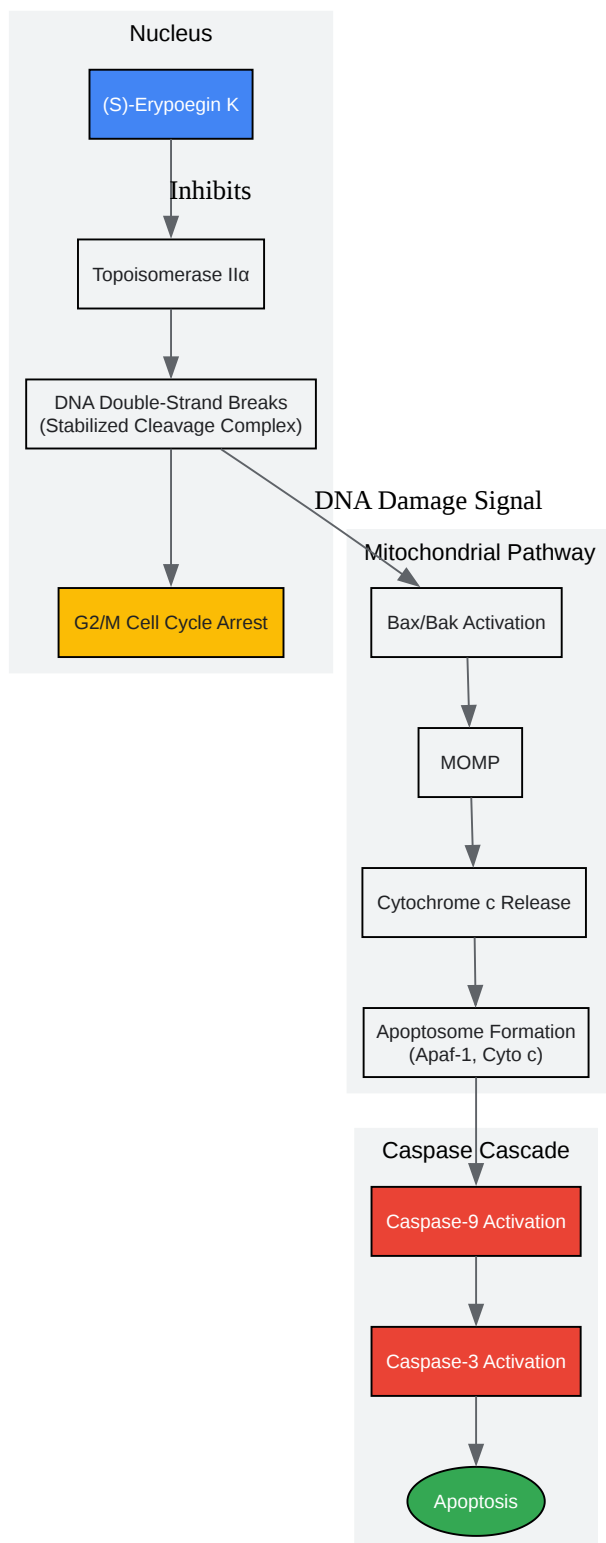 Nucleus
(S)-Erypoegin K
Inhibits
Topoisomerase IIα
DNA Double-Strand Breaks
(Stabilized Cleavage Complex)
DNA Damage Signal
Mitochondrial Pathway
G2/M Cell Cycle Arrest
Bax/Bak Activation
MOMP
Cytochrome c Release
Apoptosome Formation
(Apaf-1, Cyto c)
Caspase Cascade
Caspase-9 Activation
Caspase-3 Activation
Apoptosis